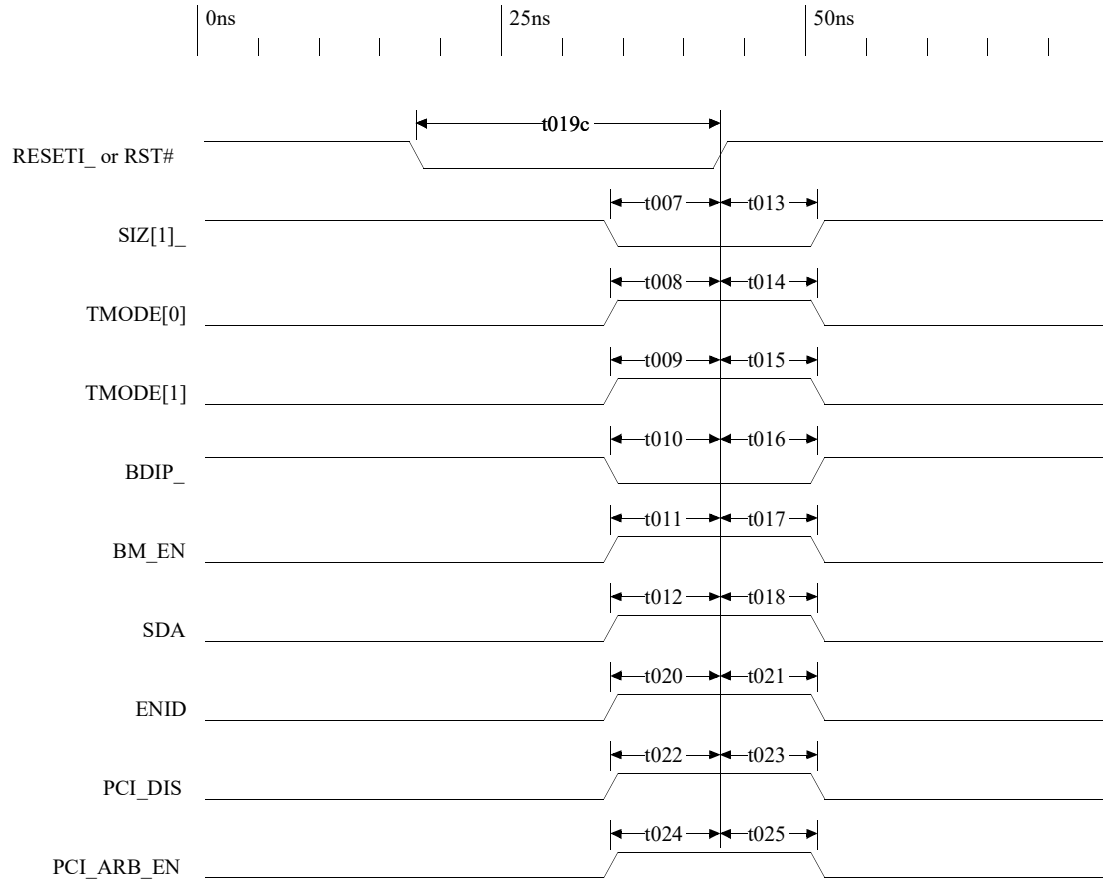 0ns 25ns 50ns
t019c
RESETI_ or RST#
t007 t013
SIZ[1]_
t008 t014
TMODE[0]
t009 t015
TMODE[1]
t010 t016
BDIP_
t011 t017
BM_EN
t012 t018
SDA
t020 t021
ENID
t022 t023
PCI_DIS
t024 t025
PCI_ARB_EN